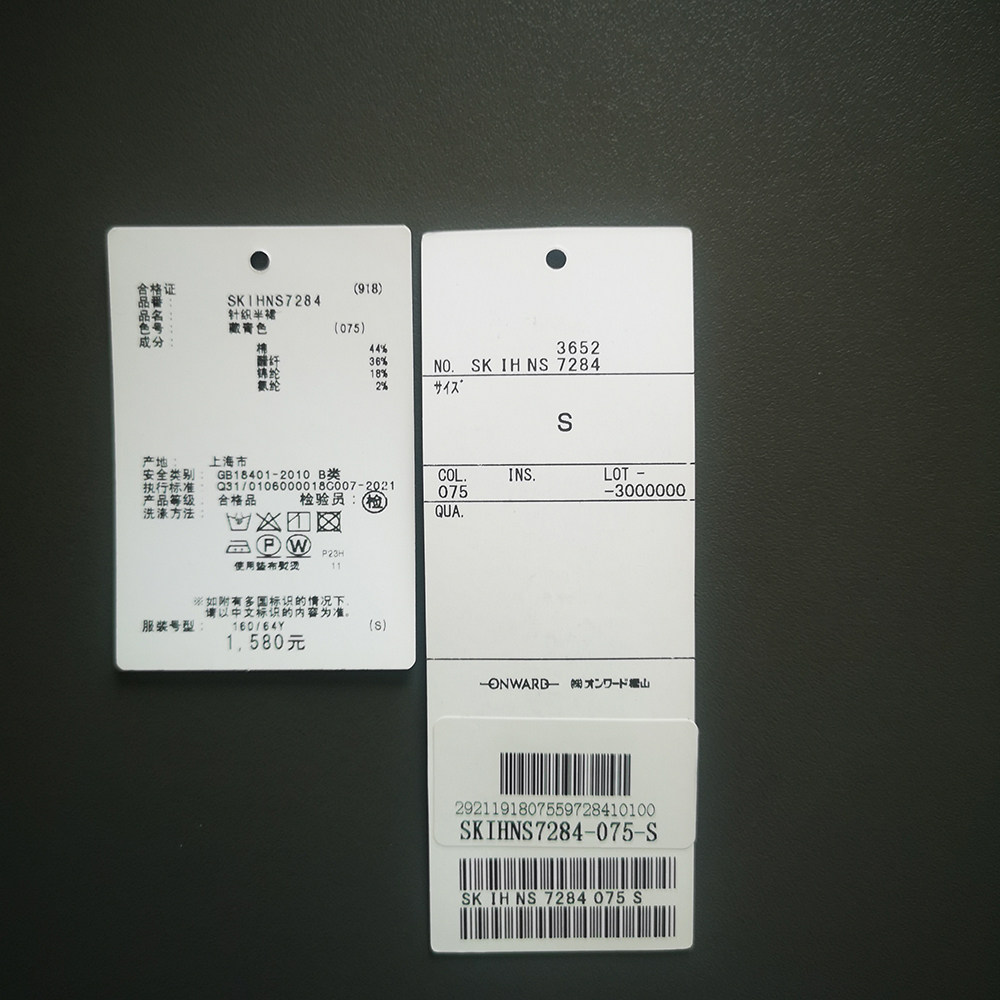 合格证 (918)
品番： SKIHNS7284
品名： 针织半裙
色号： 藏青色 (075)
成分：
棉 44%
醋纤 36%
锦纶 18%
氨纶 2%
产地： 上海市
安全类别： GB18401-2010 B类
执行标准： Q31/0106000018C007-2021
产品等级： 合格品 检验员： 检
洗涤方法：
P W P23H
使用垫布熨烫 11
※如附有多国标识的情况下，
请以中文标识的内容为准。
服装号型： 160/64Y (S)
1,580元
3652
NO. SK IH NS 7284
サイズ
S
COL. INS. LOT -
075 -3000000
QUA.
ONWARD ㈱オンワード樫山
2921191807559728410100
SKIHNS7284-075-S
SK IH NS 7284 075 S